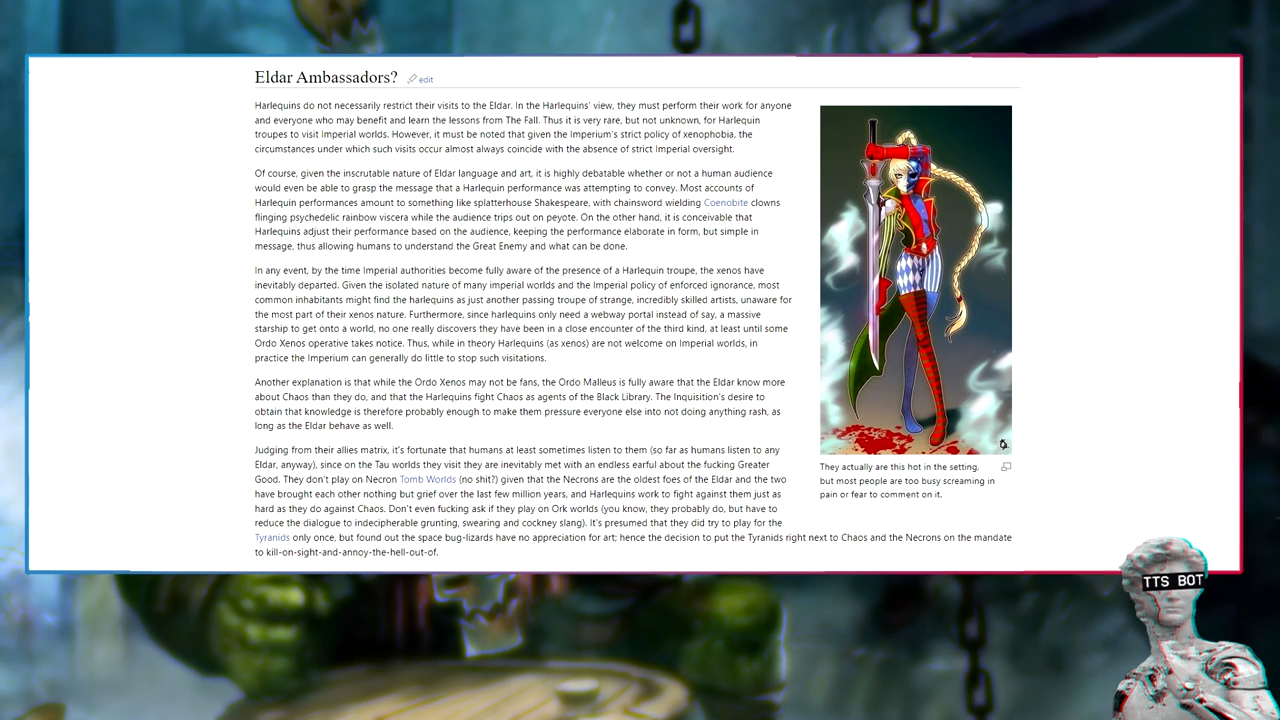 Eldar Ambassadors? edit
Harlequins do not necessarily restrict their visits to the Eldar. In the Harlequins' view, they must perform their work for anyone
and everyone who may benefit and learn the lessons from The Fall. Thus it is very rare, but not unknown, for Harlequin
troupes to visit Imperial worlds. However, it must be noted that given the Imperium's strict policy of xenophobia, the
circumstances under which such visits occur almost always coincide with the absence of strict Imperial oversight.
Of course, given the inscrutable nature of Eldar language and art, it is highly debatable whether or not a human audience
would even be able to grasp the message that a Harlequin performance was attempting to convey. Most accounts of
Harlequin performances amount to something like splatterhouse Shakespeare, with chainsword wielding Coenobite clowns
flinging psychedelic rainbow viscera while the audience trips out on peyote. On the other hand, it is conceivable that
Harlequins adjust their performance based on the audience, keeping the performance elaborate in form, but simple in
message, thus allowing humans to understand the Great Enemy and what can be done.
In any event, by the time Imperial authorities become fully aware of the presence of a Harlequin troupe, the xenos have
inevitably departed. Given the isolated nature of many imperial worlds and the Imperial policy of enforced ignorance, most
common inhabitants might find the harlequins as just another passing troupe of strange, incredibly skilled artists, unaware for
the most part of their xenos nature. Furthermore, since harlequins only need a webway portal instead of say, a massive
starship to get onto a world, no one really discovers they have been in a close encounter of the third kind, at least until some
Ordo Xenos operative takes notice. Thus, while in theory Harlequins (as xenos) are not welcome on Imperial worlds, in
practice the Imperium can generally do little to stop such visitations.
Another explanation is that while the Ordo Xenos may not be fans, the Ordo Malleus is fully aware that the Eldar know more
about Chaos than they do, and that the Harlequins fight Chaos as agents of the Black Library. The Inquisition's desire to
obtain that knowledge is therefore probably enough to make them pressure everyone else into not doing anything rash, as
long as the Eldar behave as well.
Judging from their allies matrix, it's fortunate that humans at least sometimes listen to them (so far as humans listen to any
Eldar, anyway), since on the Tau worlds they visit they are inevitably met with an endless earful about the fucking Greater
Good. They don't play on Necron Tomb Worlds (no shit?) given that the Necrons are the oldest foes of the Eldar and the two
have brought each other nothing but grief over the last few million years, and Harlequins work to fight against them just as
hard as they do against Chaos. Don't even fucking ask if they play on Ork worlds (you know, they probably do, but have to
reduce the dialogue to indecipherable grunting, swearing and cockney slang). It's presumed that they did try to play for the
Tyranids only once, but found out the space bug-lizards have no appreciation for art; hence the decision to put the Tyranids right next to Chaos and the Necrons on the mandate
to kill-on-sight-and-annoy-the-hell-out-of.
They actually are this hot in the setting,
but most people are too busy screaming in
pain or fear to comment on it.
TTS BOT